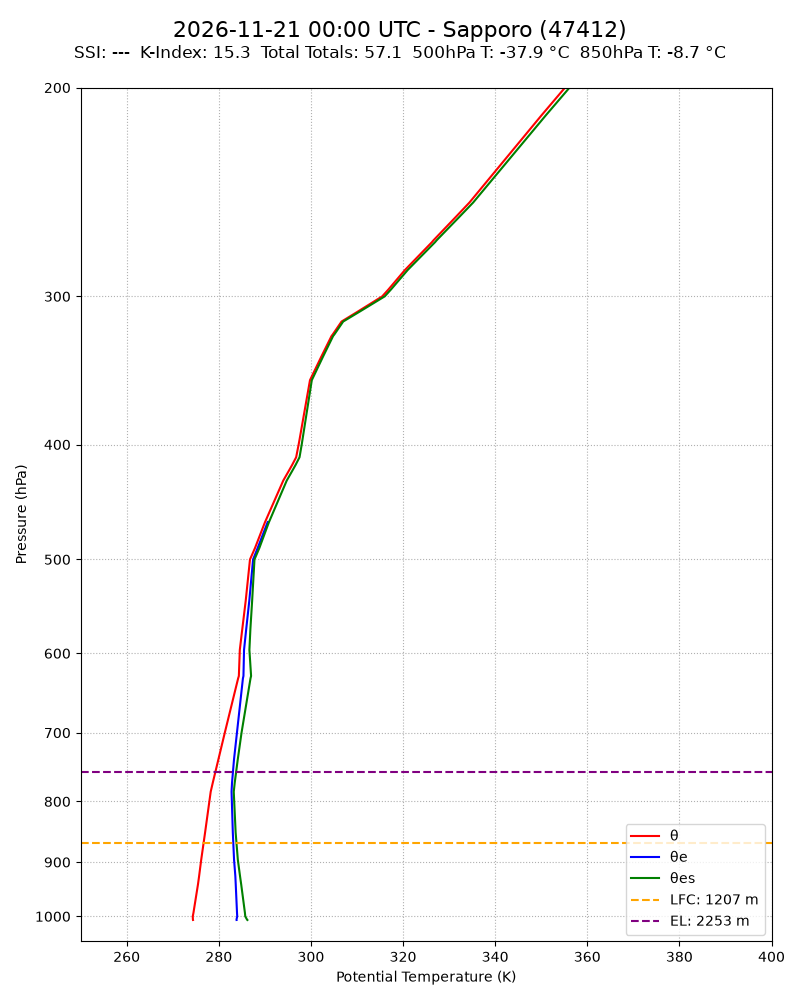 2026-11-21 00:00 UTC - Sapporo (47412)
SSI: --- K-Index: 15.3 Total Totals: 57.1 500hPa T: -37.9 °C 850hPa T: -8.7 °C
200
300
400
500
600
700
800
900
1000
Pressure (hPa)
θ
θe
θes
LFC: 1207 m
EL: 2253 m
260 280 300 320 340 360 380 400
Potential Temperature (K)